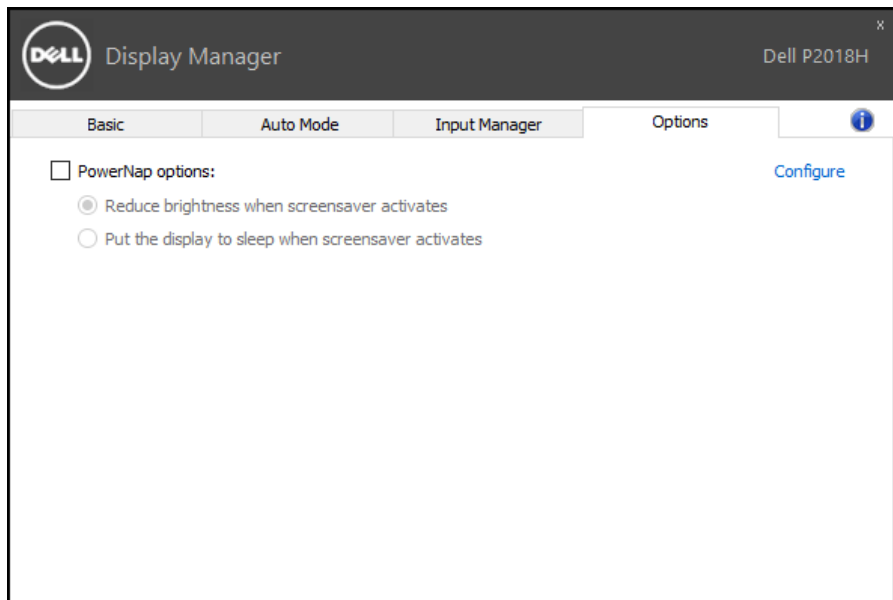 DELL Display Manager
x
Dell P2018H
Basic Auto Mode Input Manager Options i
PowerNap options: Configure
Reduce brightness when screensaver activates
Put the display to sleep when screensaver activates